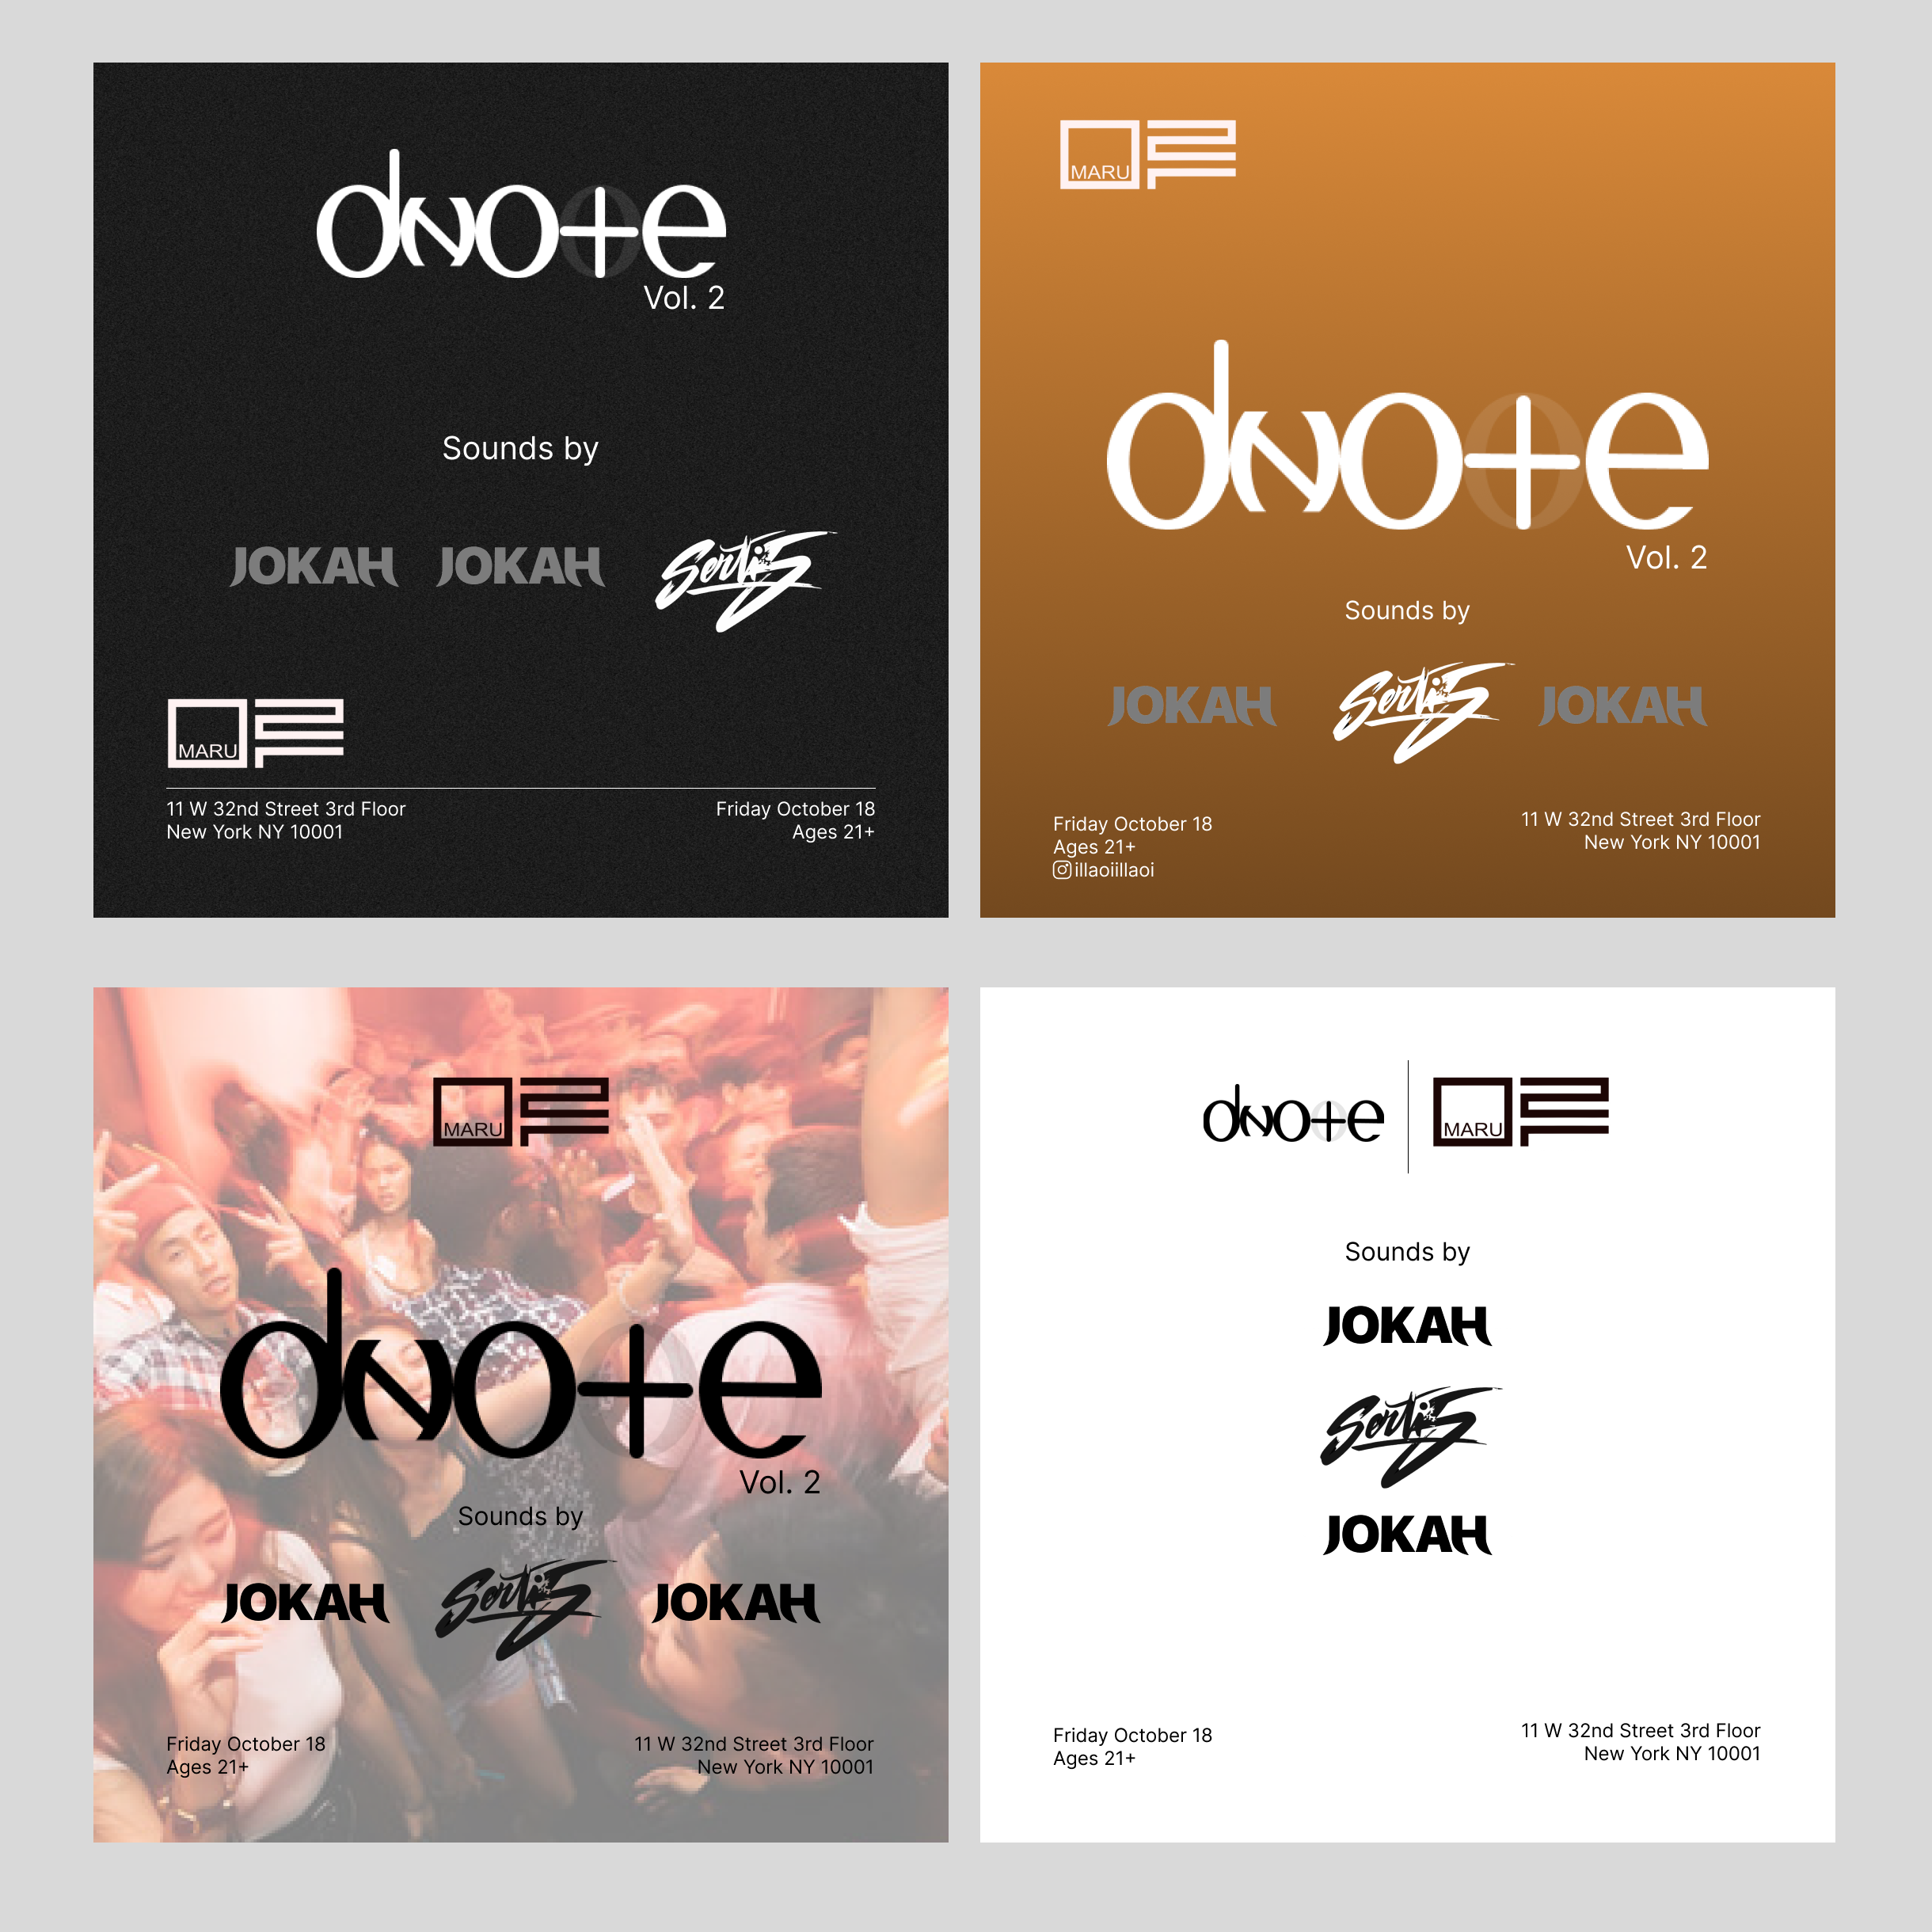 dnote
Vol. 2
Sounds by
JOKAH JOKAH Serti5
MARU
11 W 32nd Street 3rd Floor
New York NY 10001
Friday October 18
Ages 21+
MARU
dnote
Vol. 2
Sounds by
JOKAH Serti5 JOKAH
Friday October 18
Ages 21+
illaoiillaoi
11 W 32nd Street 3rd Floor
New York NY 10001
MARU
dnote
Vol. 2
Sounds by
JOKAH Serti5 JOKAH
Friday October 18
Ages 21+
11 W 32nd Street 3rd Floor
New York NY 10001
dnote MARU
Sounds by
JOKAH
Serti5
JOKAH
Friday October 18
Ages 21+
11 W 32nd Street 3rd Floor
New York NY 10001